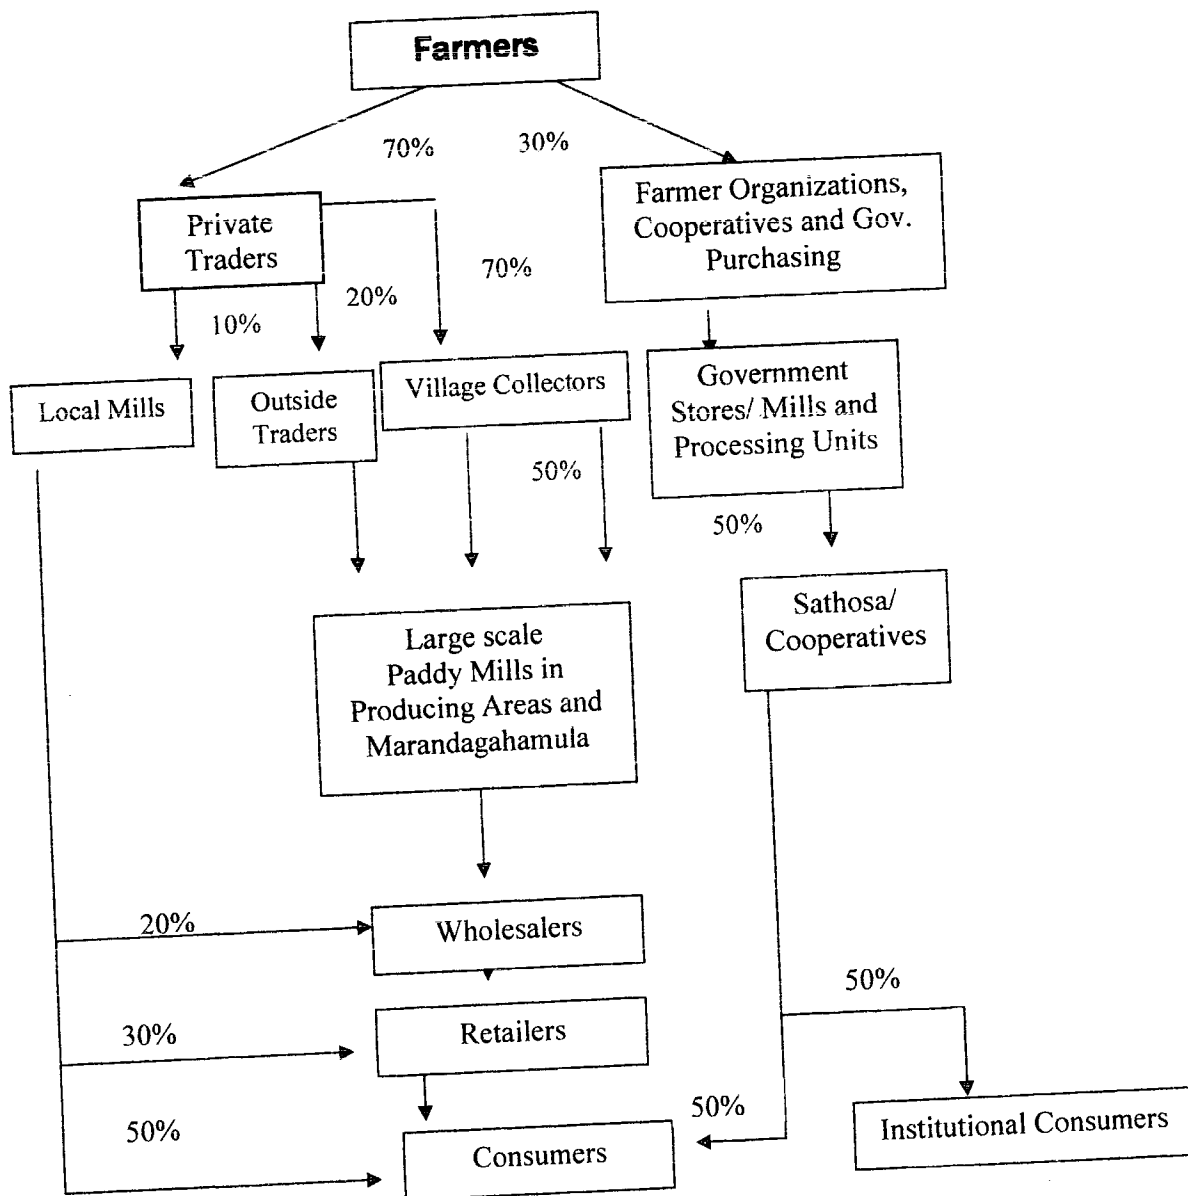 Farmers
70%
30%
Private
Traders
Farmer Organizations,
Cooperatives and Gov.
Purchasing
70%
20%
10%
Local Mills
Outside
Traders
Village Collectors
Government
Stores/ Mills and
Processing Units
50%
50%
Sathosa/
Cooperatives
Large scale
Paddy Mills in
Producing Areas and
Marandagahamula
20%
Wholesalers
50%
30%
Retailers
50%
50%
Consumers
Institutional Consumers